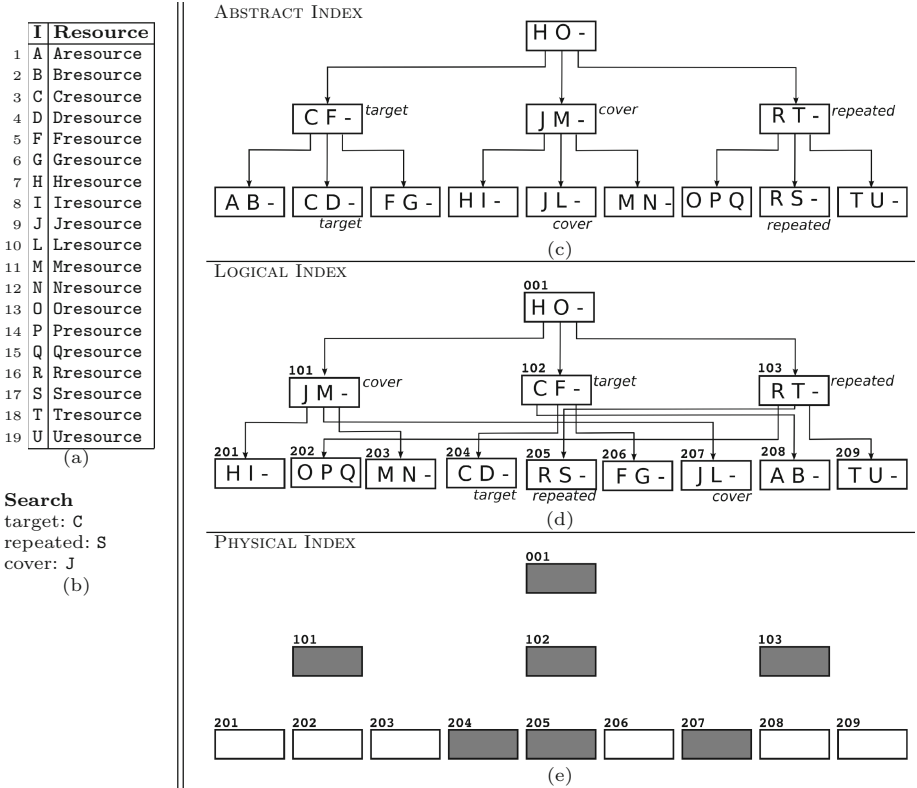 I Resource
1 A Aresource
2 B Bresource
3 C Cresource
4 D Dresource
5 F Fresource
6 G Gresource
7 H Hresource
8 I Iresource
9 J Jresource
10 L Lresource
11 M Mresource
12 N Nresource
13 O Oresource
14 P Presource
15 Q Qresource
16 R Rresource
17 S Sresource
18 T Tresource
19 U Uresource
(a)
Search
target: C
repeated: S
cover: J
(b)
ABSTRACT INDEX
H O -
C F - target
J M - cover
R T - repeated
A B - C D - F G - H I - J L - M N - O P Q R S - T U -
target cover repeated
(c)
LOGICAL INDEX
001
H O -
101 102 103
J M - cover
C F - target
R T - repeated
201 202 203 204 205 206 207 208 209
H I - O P Q M N - C D - R S - F G - J L - A B - T U -
target repeated cover
(d)
PHYSICAL INDEX
001
101 102 103
201 202 203 204 205 206 207 208 209
(e)